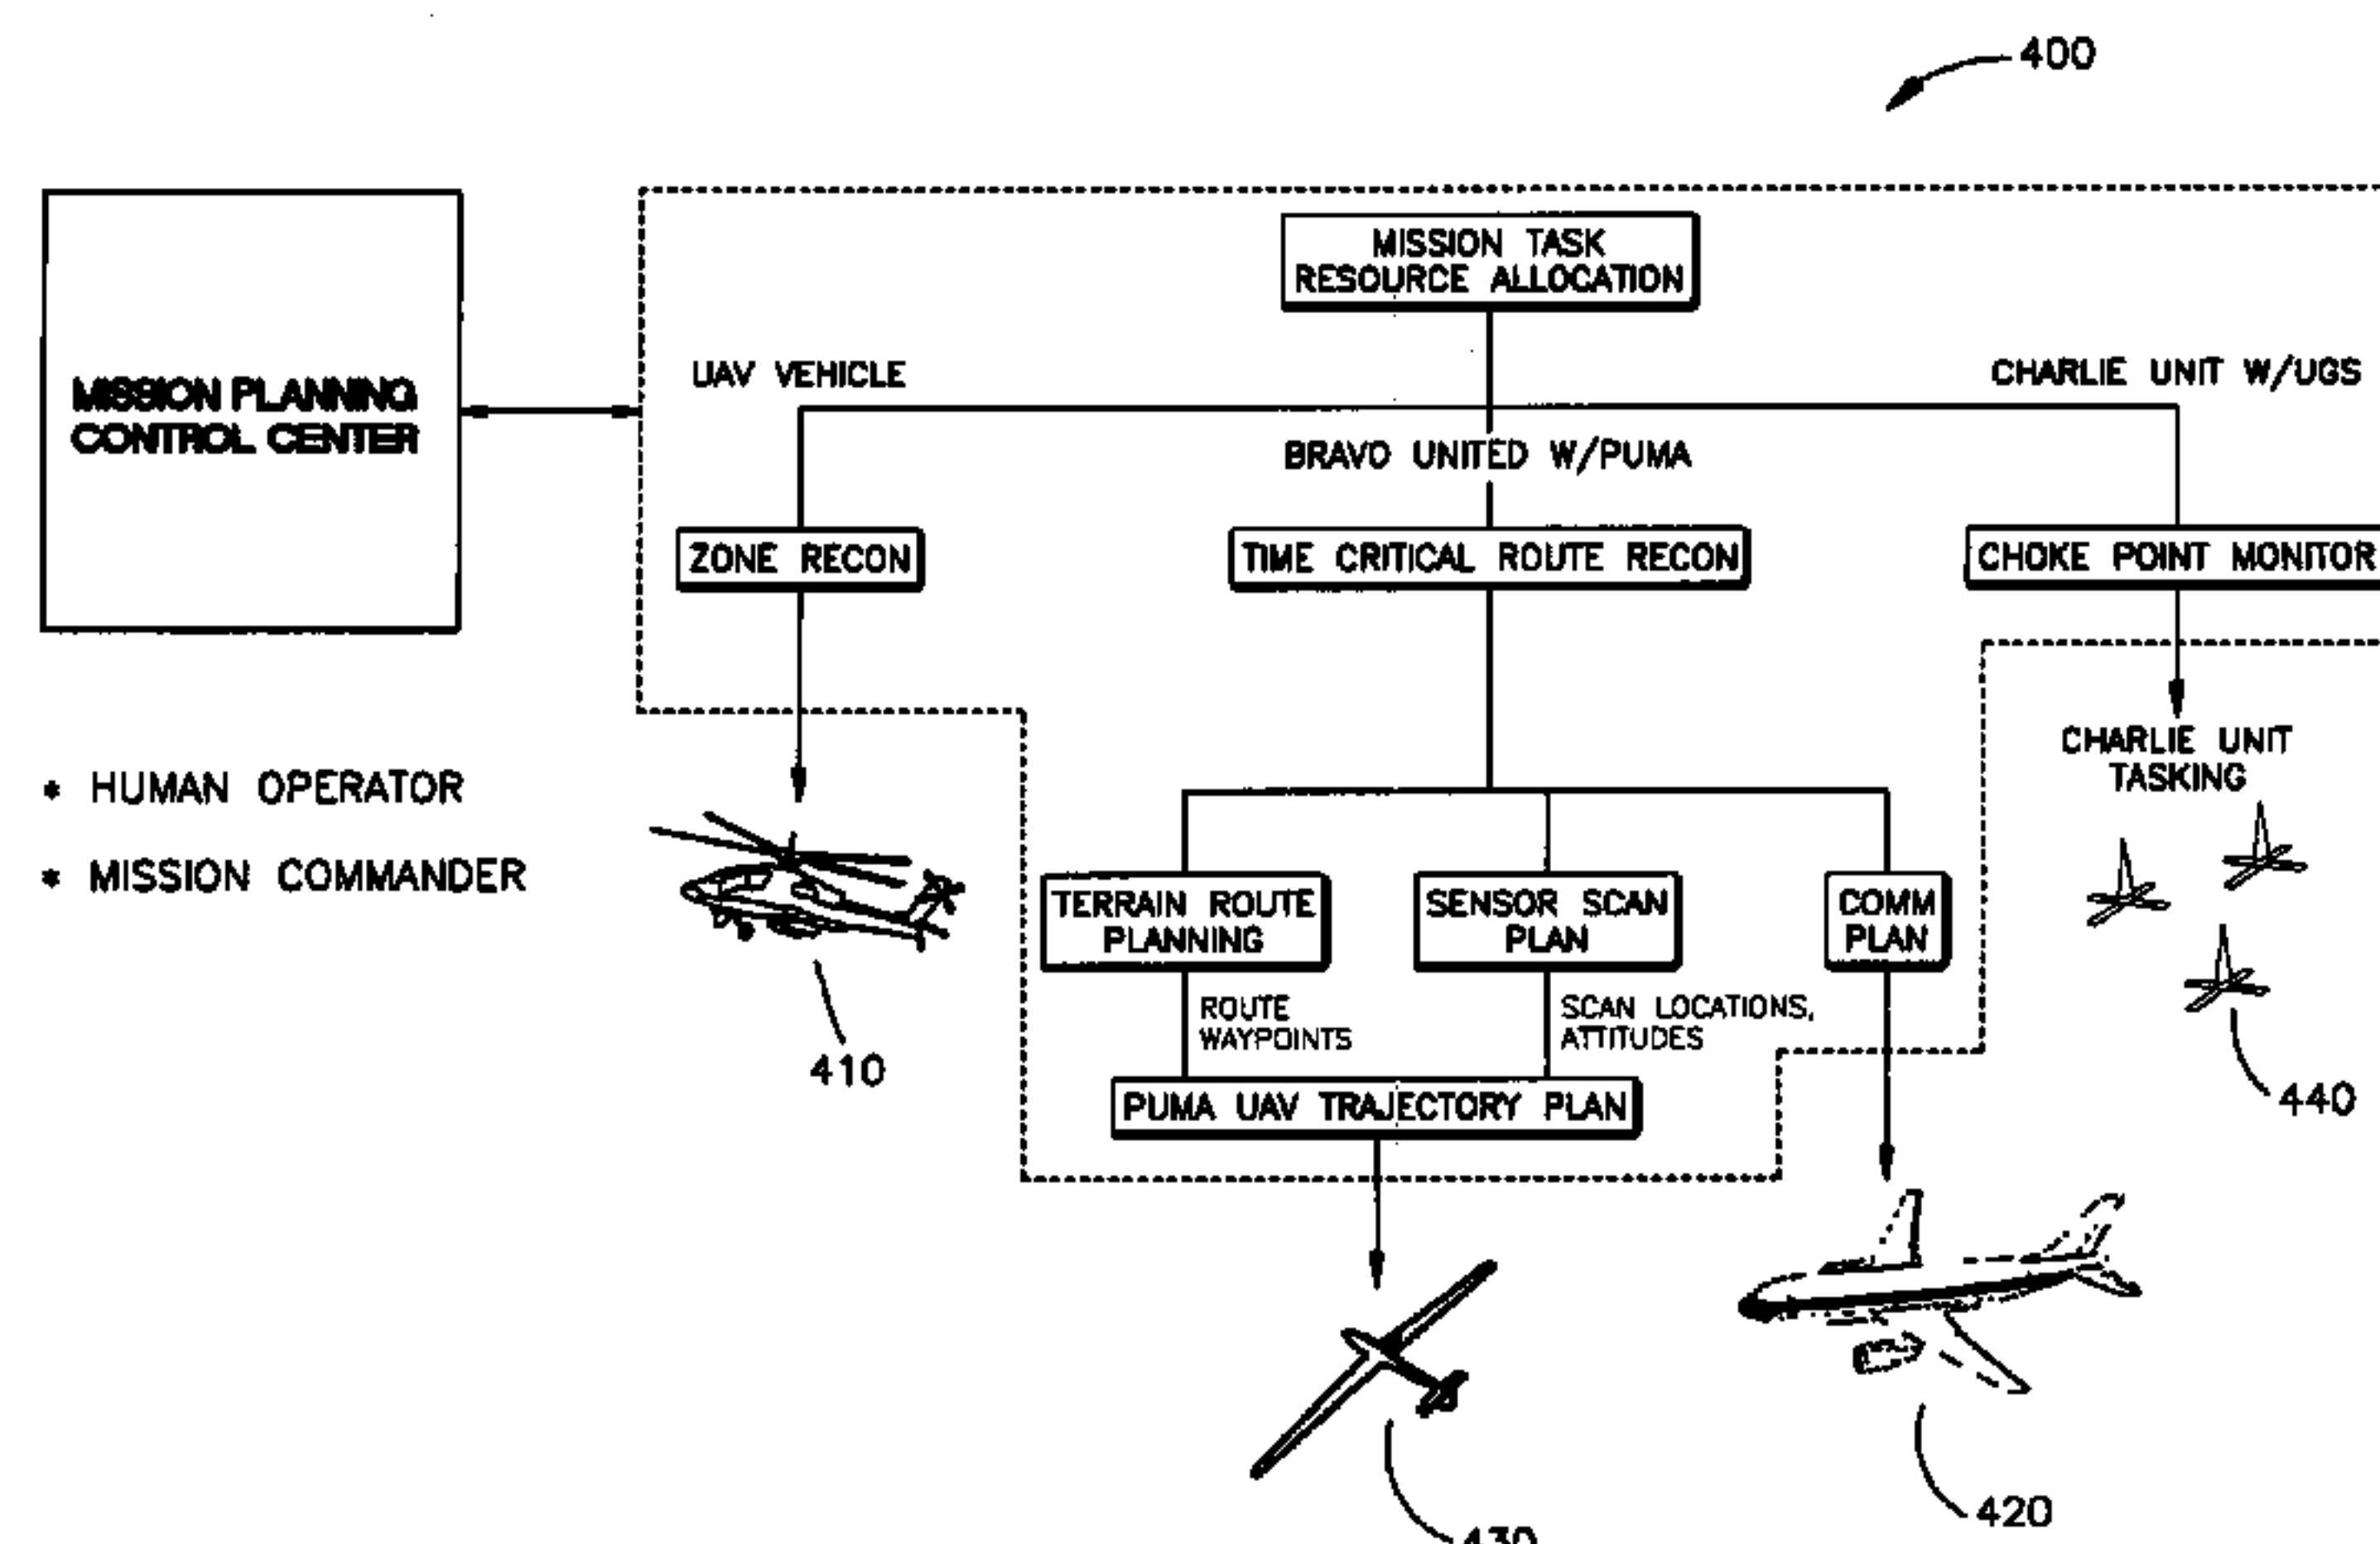 400
MISSION TASK
RESOURCE ALLOCATION
UAV VEHICLE
CHARLIE UNIT W/UGS
MISSION PLANNING
CONTROL CENTER
BRAVO UNITED W/PUMA
ZONE RECON
TIME CRITICAL ROUTE RECON
CHOKE POINT MONITOR
CHARLIE UNIT
TASKING
* HUMAN OPERATOR
* MISSION COMMANDER
TERRAIN ROUTE
PLANNING
SENSOR SCAN
PLAN
COMM
PLAN
ROUTE
WAYPOINTS
SCAN LOCATIONS,
ATTITUDES
410
PUMA UAV TRAJECTORY PLAN
440
420
430